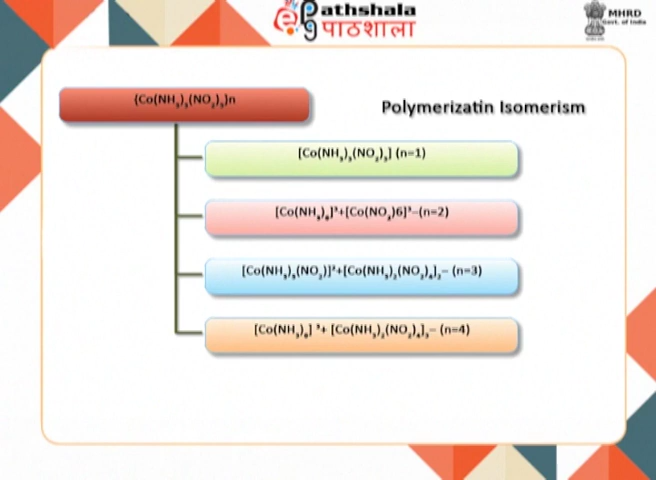 ePathshala
पाठशाला
MHRD
Govt. of India
{Co(NH₃)₃(NO₂)₃}n
Polymerizatin Isomerism
[Co(NH₃)₃(NO₂)₃] (n=1)
[Co(NH₃)₆]³+[Co(NO₂)6]³−(n=2)
[Co(NH₃)₅(NO₂)]²+[Co(NH₃)₂(NO₂)₄]₂− (n=3)
[Co(NH₃)₆] ³+ [Co(NH₃)₂(NO₂)₄]₃− (n=4)